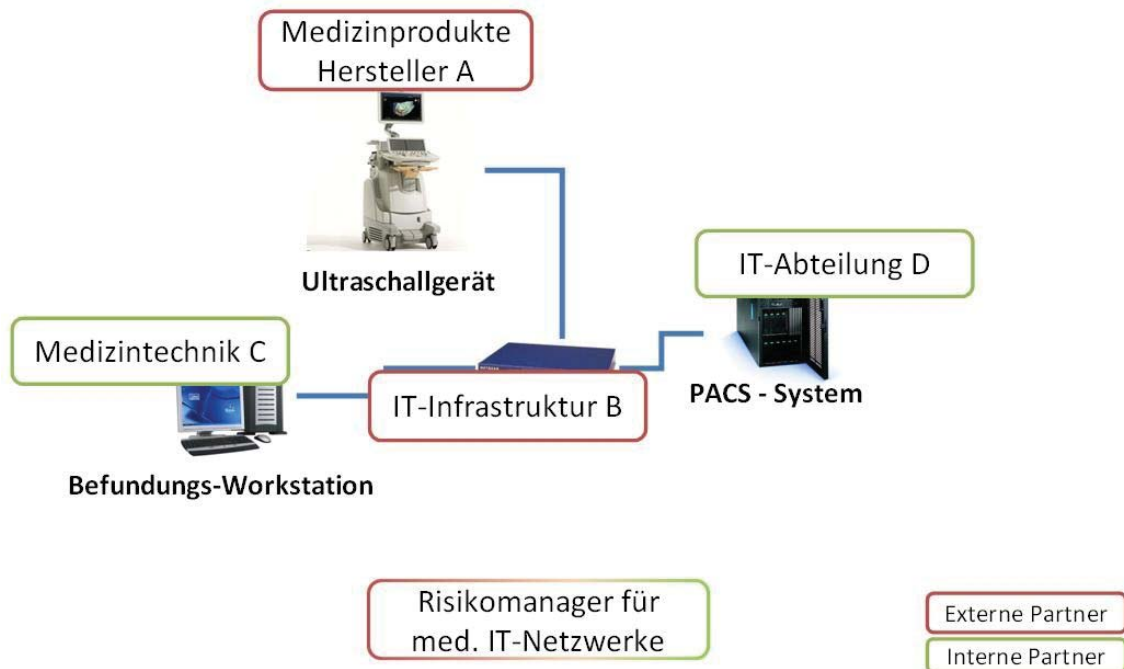 Medizinprodukte
Hersteller A
Ultraschallgerät
IT-Abteilung D
Medizintechnik C
IT-Infrastruktur B
PACS - System
Befundungs-Workstation
Risikomanager für
med. IT-Netzwerke
Externe Partner
Interne Partner